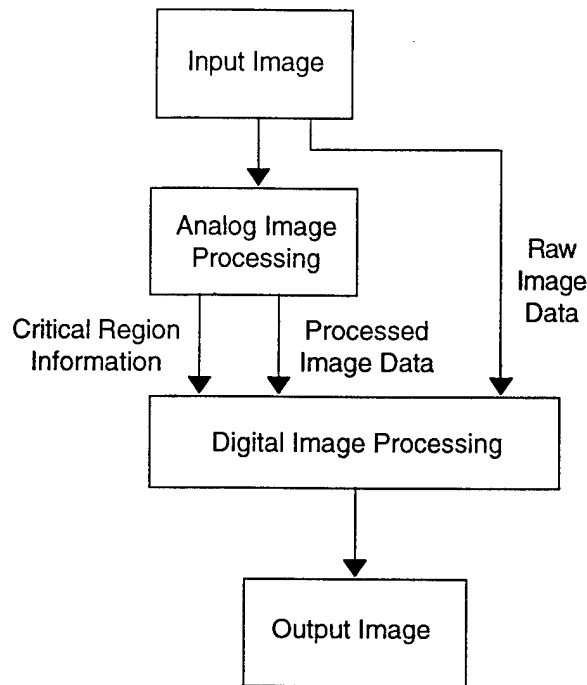 Input Image
Analog Image
Processing
Raw
Image
Data
Critical Region
Information
Processed
Image Data
Digital Image Processing
Output Image